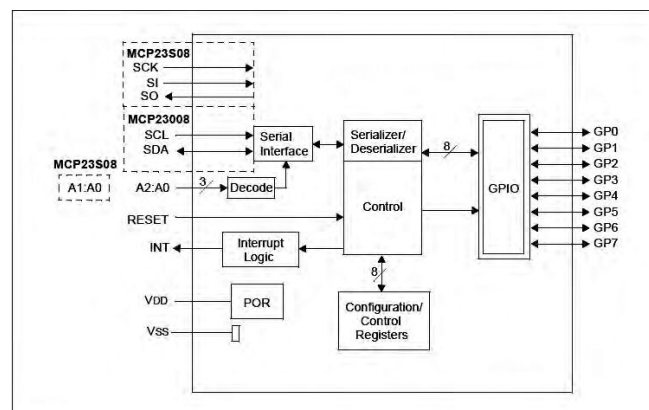 MCP23S08
SCK
SI
SO
MCP23008
SCL
SDA
Serial
Interface
Serializer/
Deserializer
8
GPIO
GP0
GP1
GP2
GP3
GP4
GP5
GP6
GP7
MCP23S08
A1:A0
A2:A0
3
Decode
Control
RESET
INT
Interrupt
Logic
8
VDD
POR
Configuration/
Control
Registers
VSS